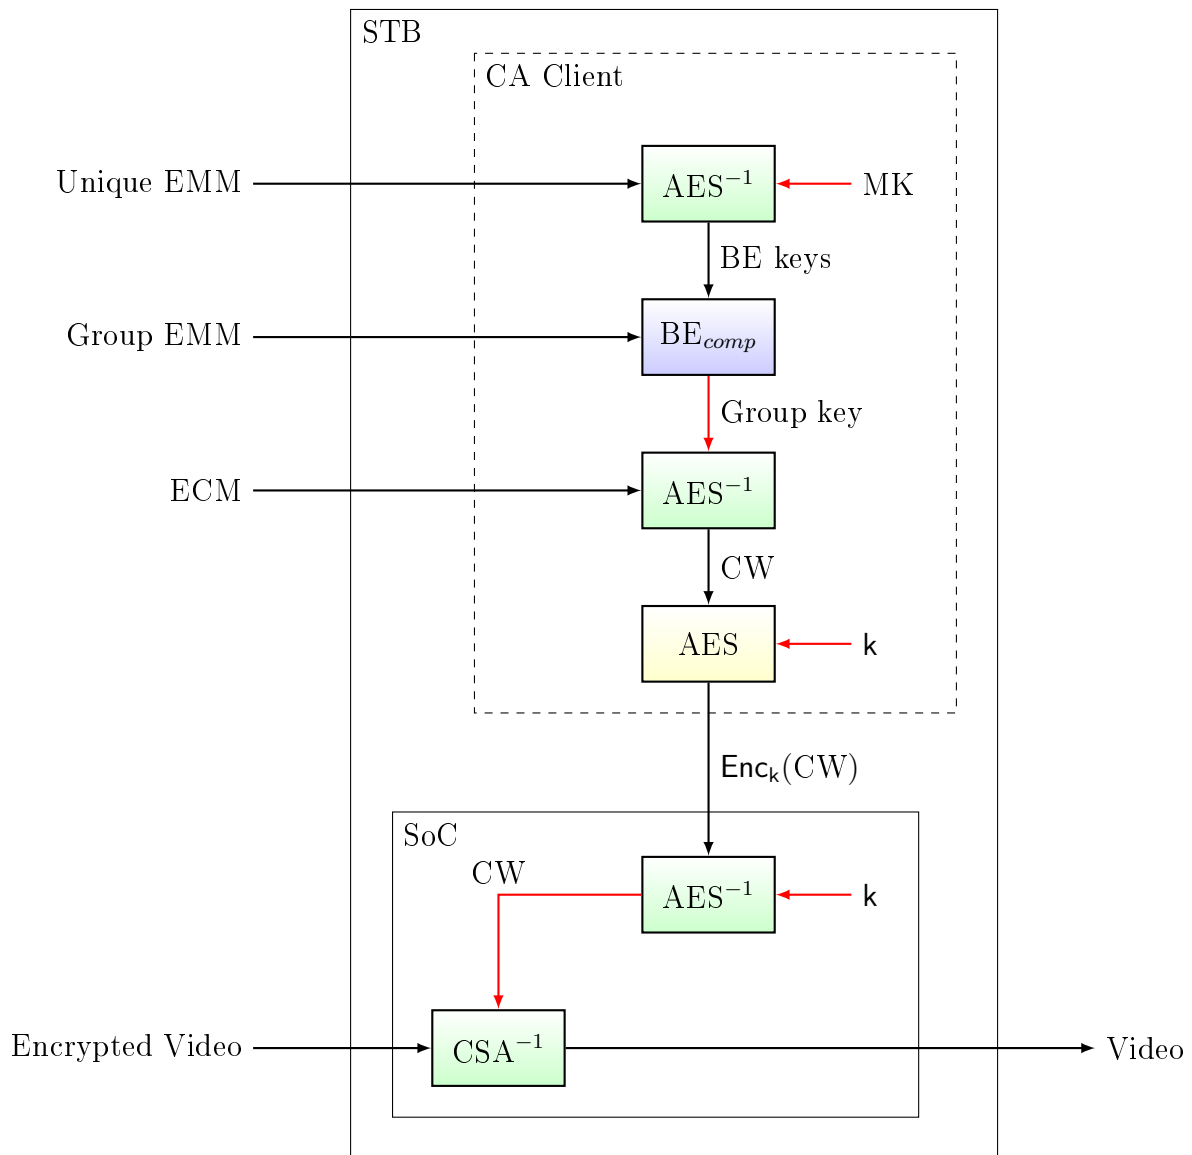 STB
CA Client
Unique EMM
AES⁻¹
MK
BE keys
Group EMM
BE_comp
Group key
ECM
AES⁻¹
CW
AES
k
Enc_k(CW)
SoC
CW
AES⁻¹
k
Encrypted Video
CSA⁻¹
Video